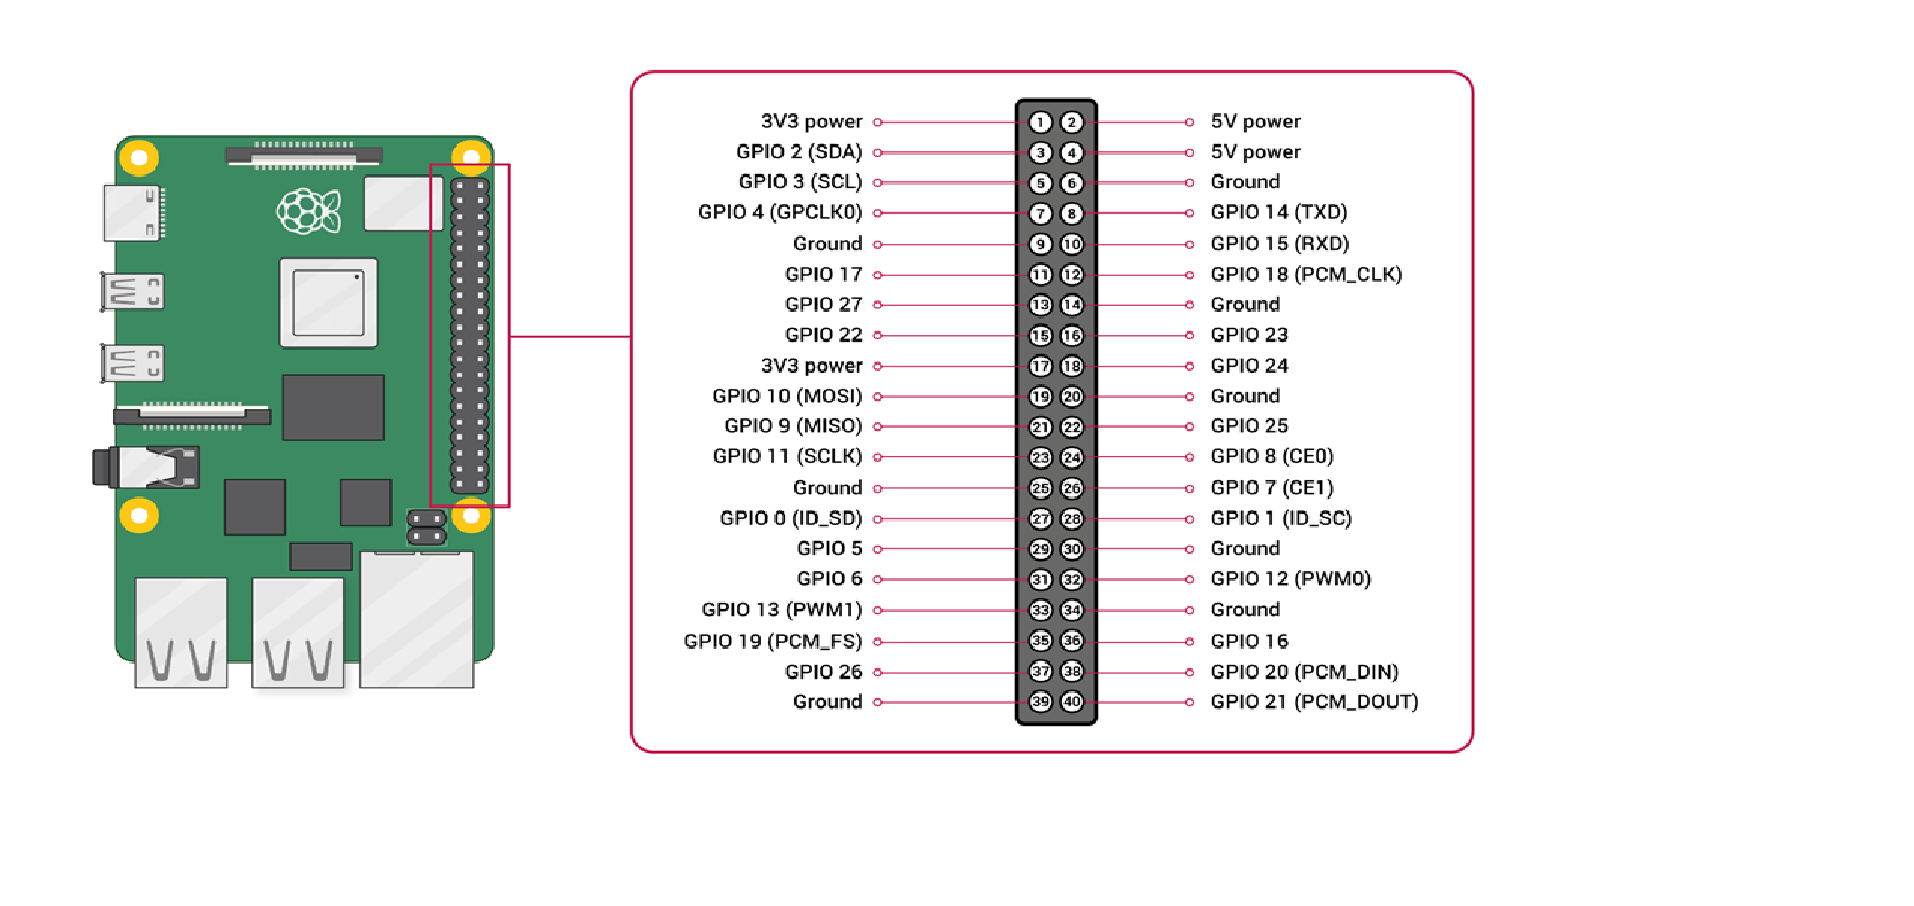 3V3 power 1 2 5V power
GPIO 2 (SDA) 3 4 5V power
GPIO 3 (SCL) 5 6 Ground
GPIO 4 (GPCLK0) 7 8 GPIO 14 (TXD)
Ground 9 10 GPIO 15 (RXD)
GPIO 17 11 12 GPIO 18 (PCM_CLK)
GPIO 27 13 14 Ground
GPIO 22 15 16 GPIO 23
3V3 power 17 18 GPIO 24
GPIO 10 (MOSI) 19 20 Ground
GPIO 9 (MISO) 21 22 GPIO 25
GPIO 11 (SCLK) 23 24 GPIO 8 (CE0)
Ground 25 26 GPIO 7 (CE1)
GPIO 0 (ID_SD) 27 28 GPIO 1 (ID_SC)
GPIO 5 29 30 Ground
GPIO 6 31 32 GPIO 12 (PWM0)
GPIO 13 (PWM1) 33 34 Ground
GPIO 19 (PCM_FS) 35 36 GPIO 16
GPIO 26 37 38 GPIO 20 (PCM_DIN)
Ground 39 40 GPIO 21 (PCM_DOUT)